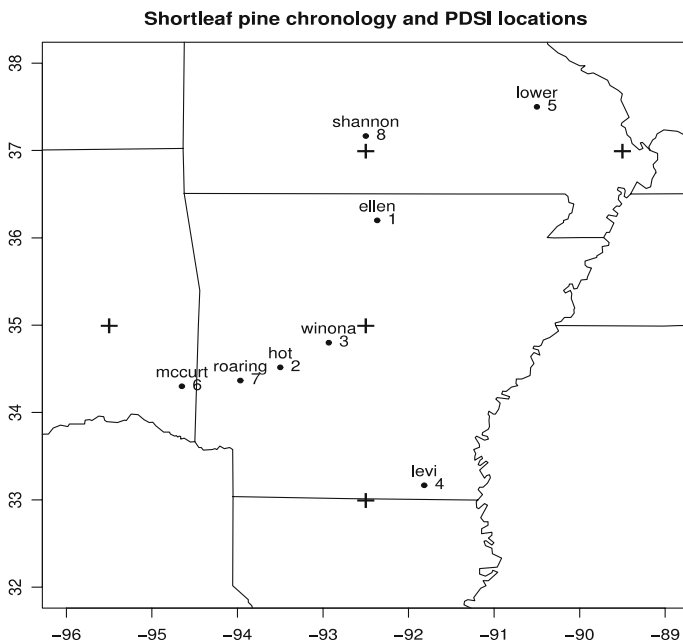 Shortleaf pine chronology and PDSI locations
38
lower
5
shannon
8
37
ellen
1
36
35
winona
3
hot
2
roaring
7
mccurt
6
34
levi
4
33
32
−96 −95 −94 −93 −92 −91 −90 −89